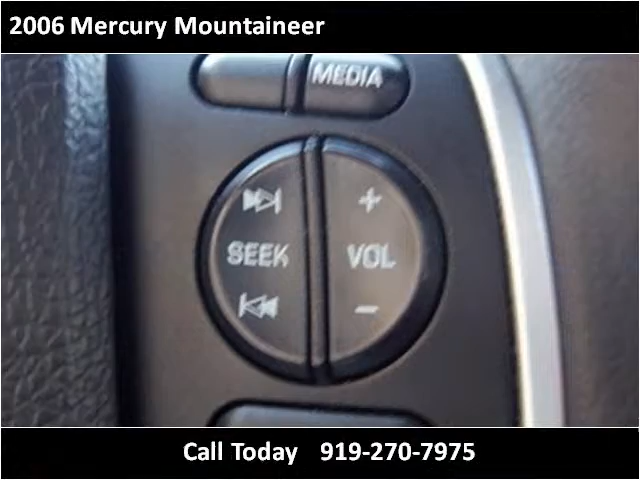 2006 Mercury Mountaineer
MEDIA
SEEK
+
VOL
-
Call Today 919-270-7975